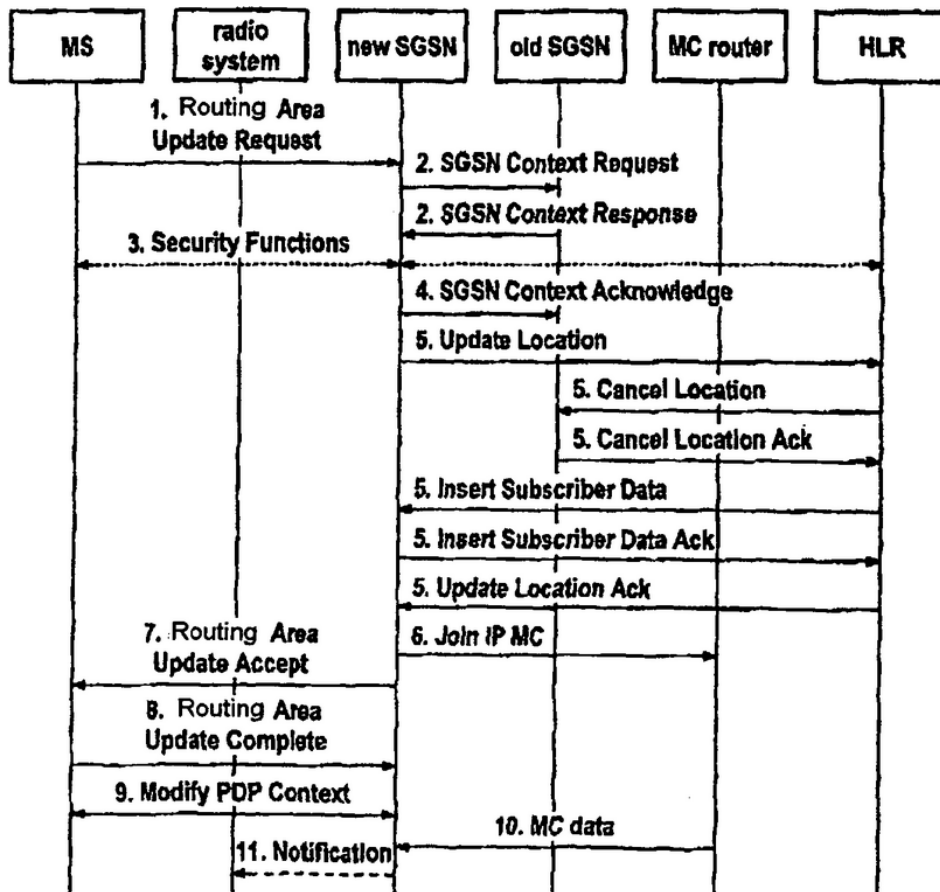 MS
radio
system
new SGSN
old SGSN
MC router
HLR
1. Routing Area
Update Request
2. SGSN Context Request
2. SGSN Context Response
3. Security Functions
4. SGSN Context Acknowledge
5. Update Location
5. Cancel Location
5. Cancel Location Ack
5. Insert Subscriber Data
5. Insert Subscriber Data Ack
5. Update Location Ack
6. Join IP MC
7. Routing Area
Update Accept
8. Routing Area
Update Complete
9. Modify PDP Context
10. MC data
11. Notification